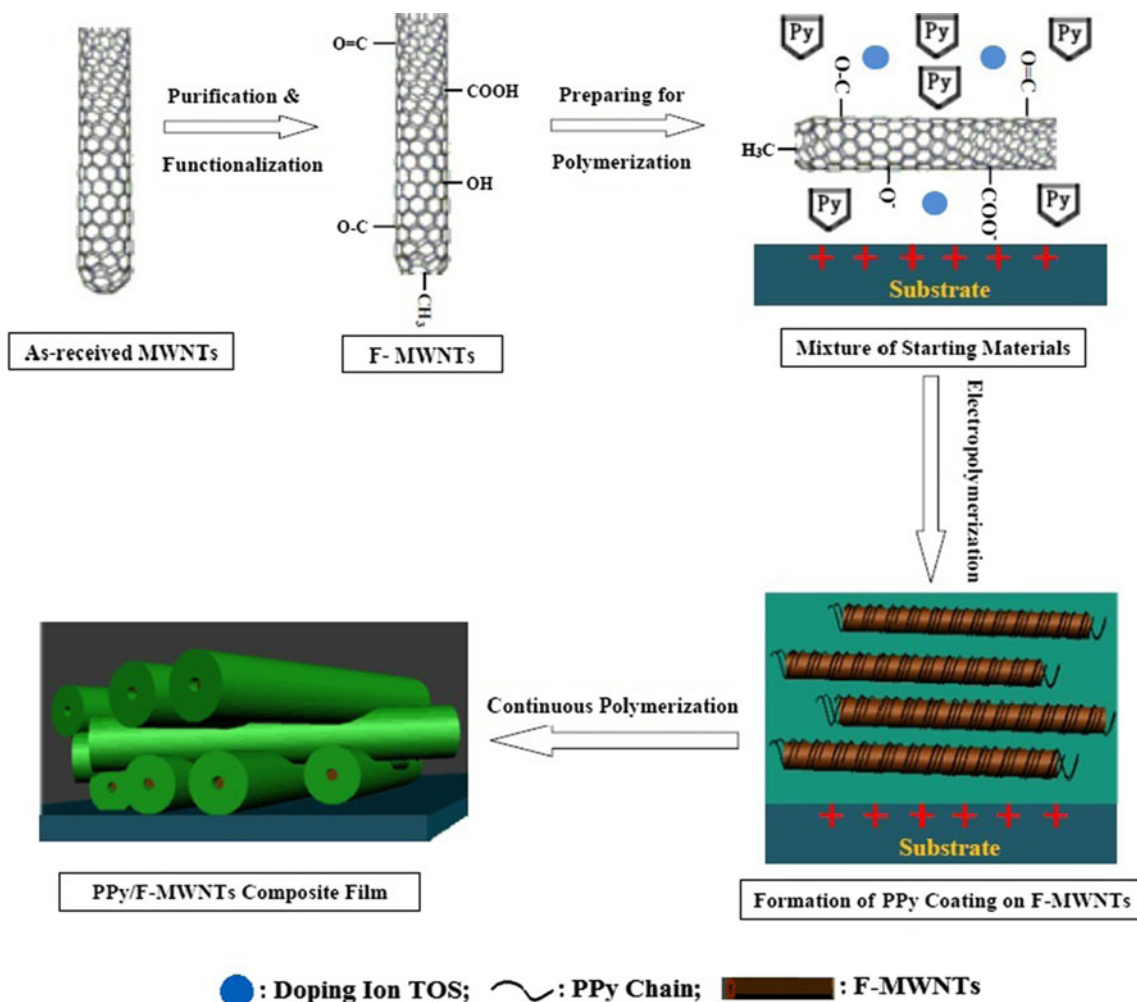 O=C
COOH
OH
O-C
CH3
Purification &
Functionalization
As-received MWNTs
F- MWNTs
Preparing for
Polymerization
Py
Py
Py
Py
O-C
O=C
H3C
Py
O-
COO-
Py
+ + + + + +
Substrate
Mixture of Starting Materials
Electropolymerization
+ + + + + +
Substrate
Formation of PPy Coating on F-MWNTs
Continuous Polymerization
PPy/F-MWNTs Composite Film
: Doping Ion TOS; : PPy Chain; : F-MWNTs